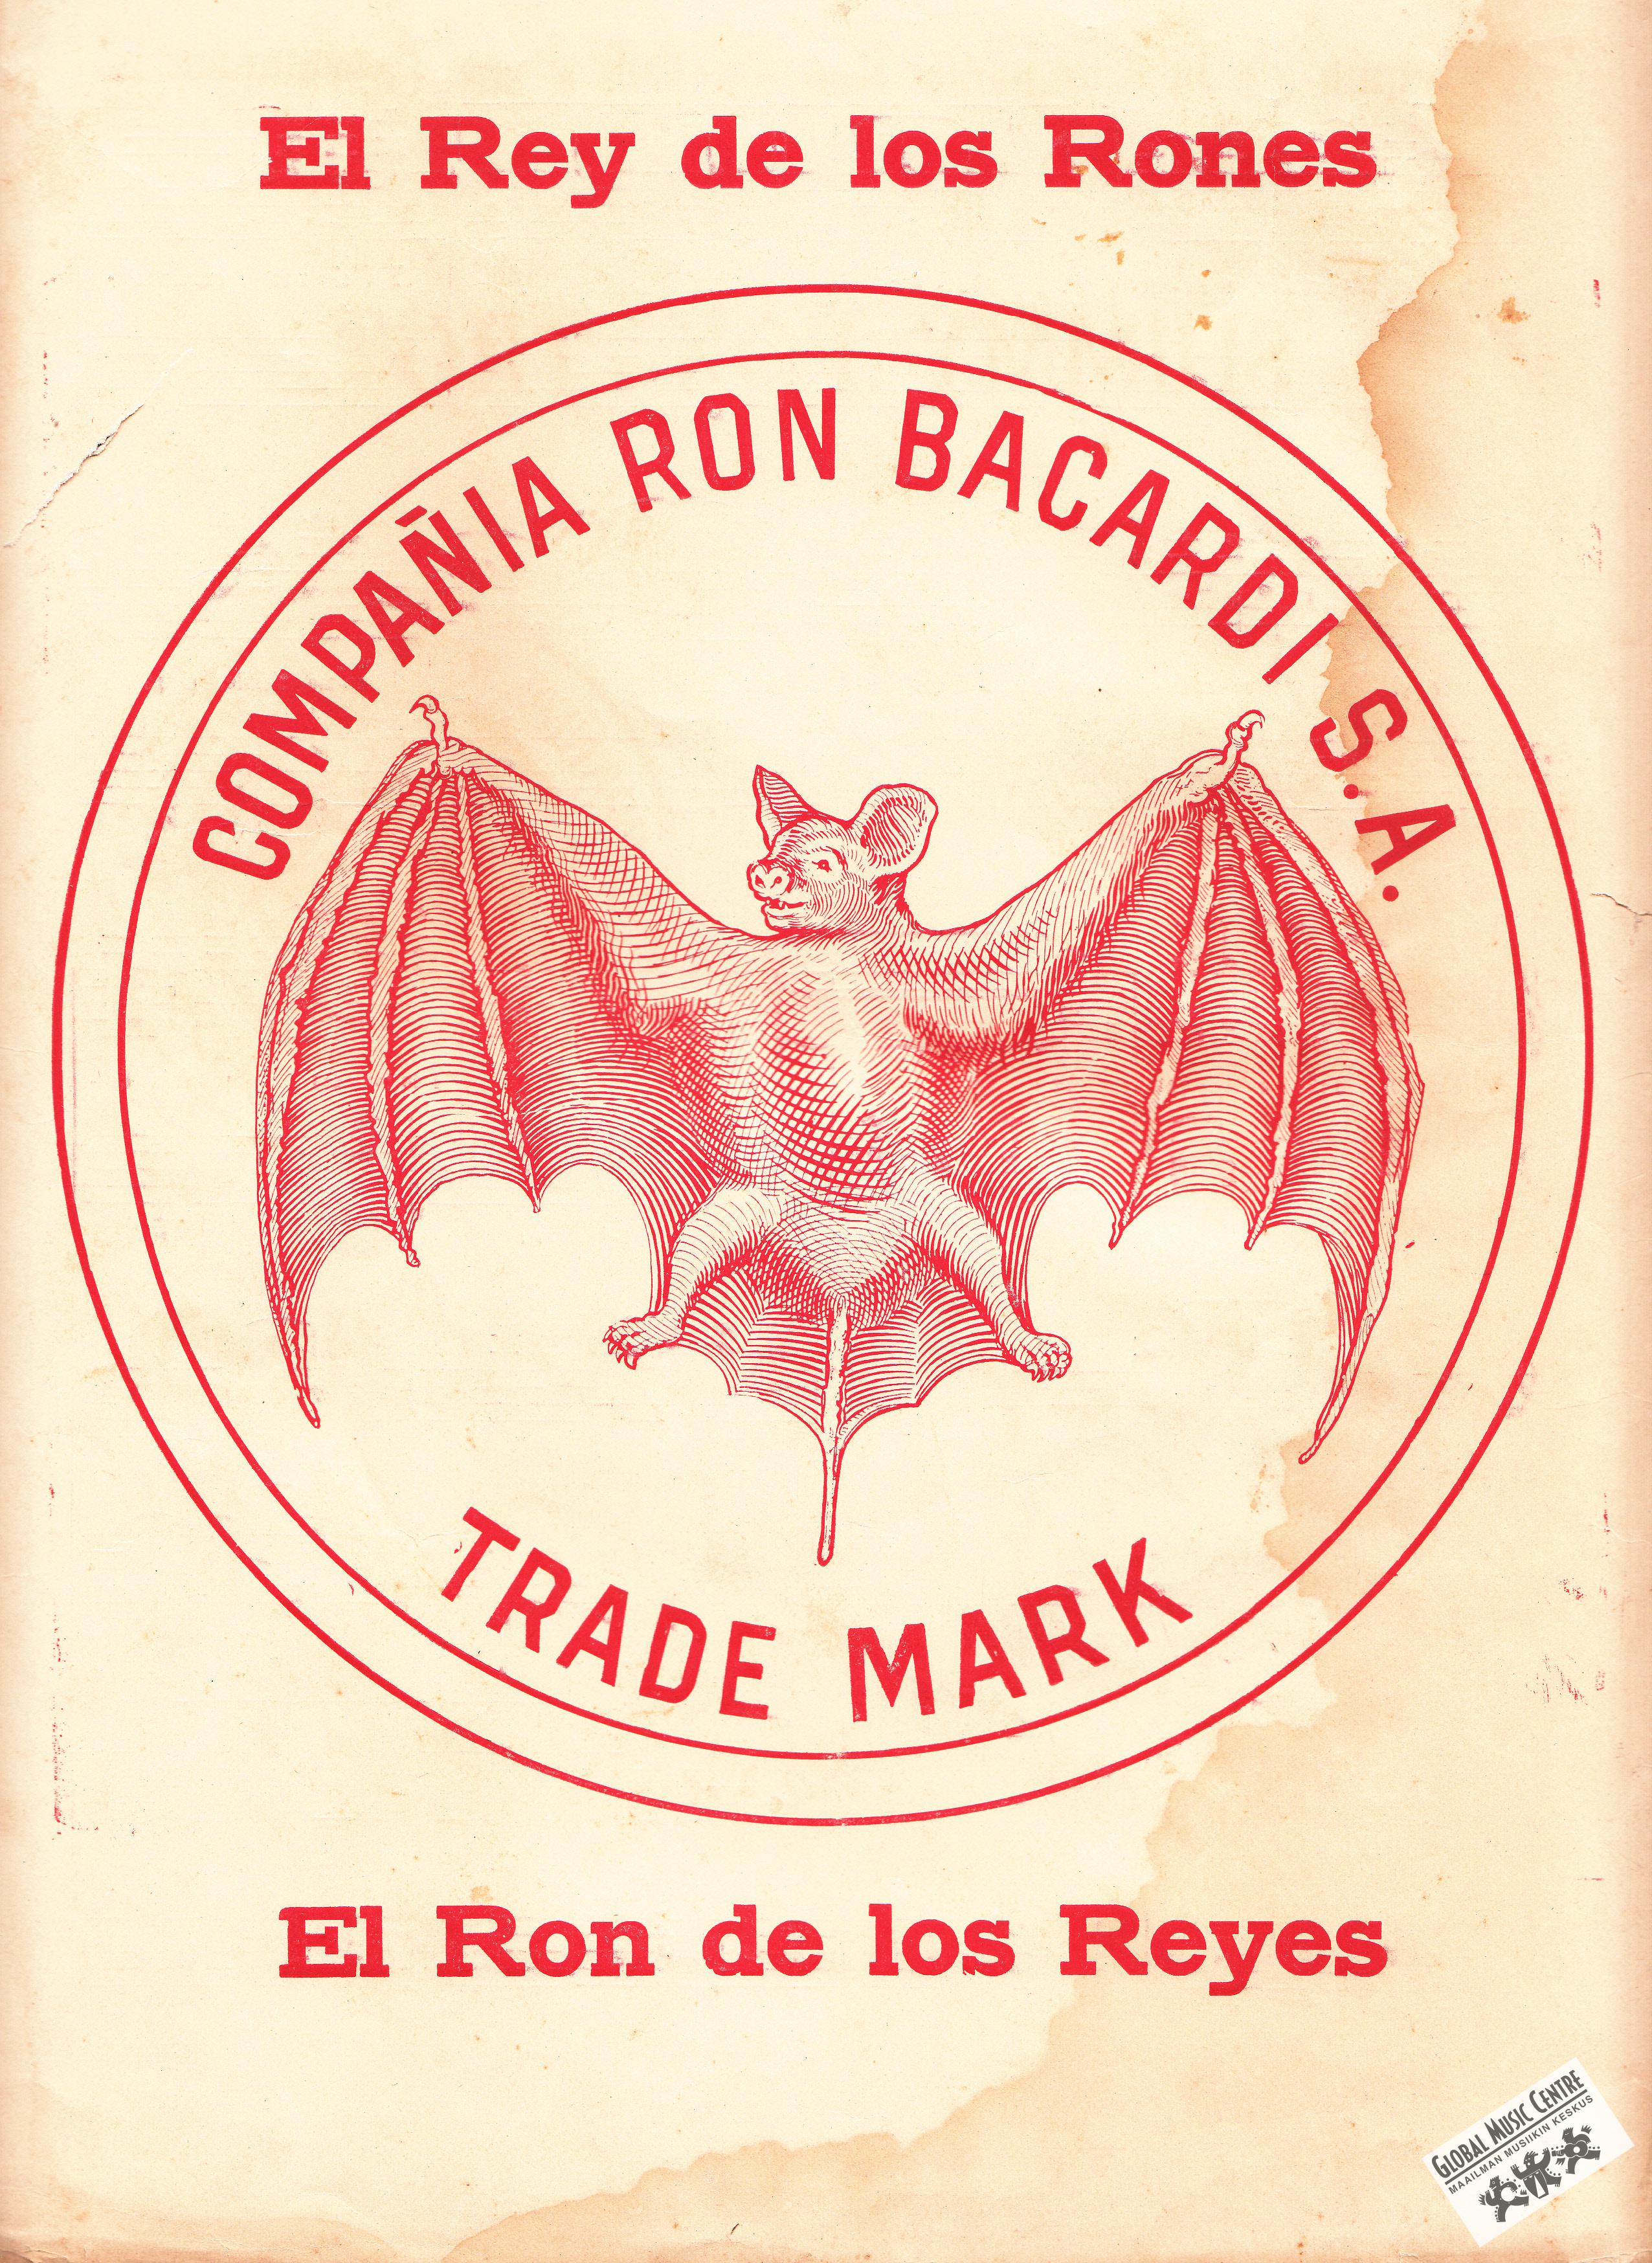 El Rey de los Rones
COMPAÑIA RON BACARDI S.A.
TRADE MARK
El Ron de los Reyes
GLOBAL MUSIC CENTRE
MAAILMAN MUSIIKIN KESKUS